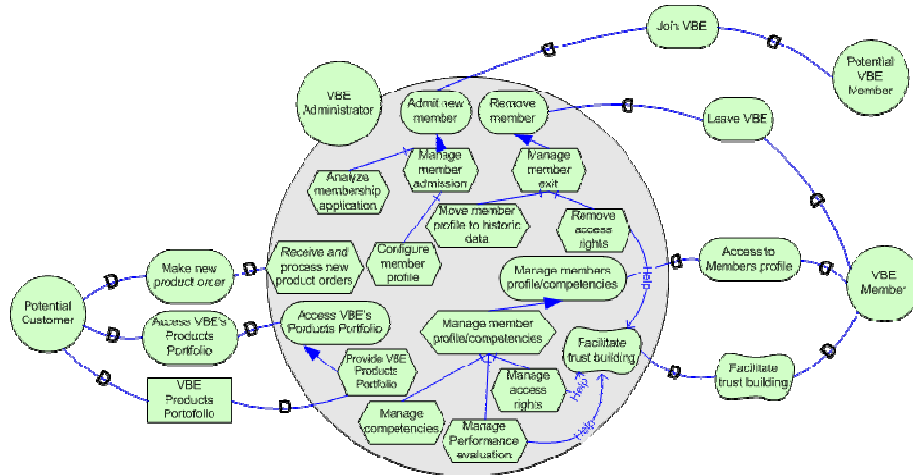 Join VBE
Potential
VBE
Member
VBE
Administrator
Admit new
member
Remove
member
Leave VBE
Analyze
membership
application
Manage
member
admission
Manage
member
exit
Move member
profile to historic
data
Remove
access
rights
Make new
product order
Receive and
process new
product orders
Configure
member
profile
Manage members
profile/competencies
Help
Access to
Members profile
VBE
Member
Potential
Customer
Access VBE's
Products
Portfolio
Access VBE's
Products Portfolio
Manage member
profile/competencies
Facilitate
trust building
Provide VBE
Products
Portfolio
Manage
access
rights
Help
Facilitate
trust building
VBE
Products
Portofolio
Manage
competencies
Manage
Performance
evaluation
Help
D
D
D
D
D
D
D
D
D
D
D
D
D
D